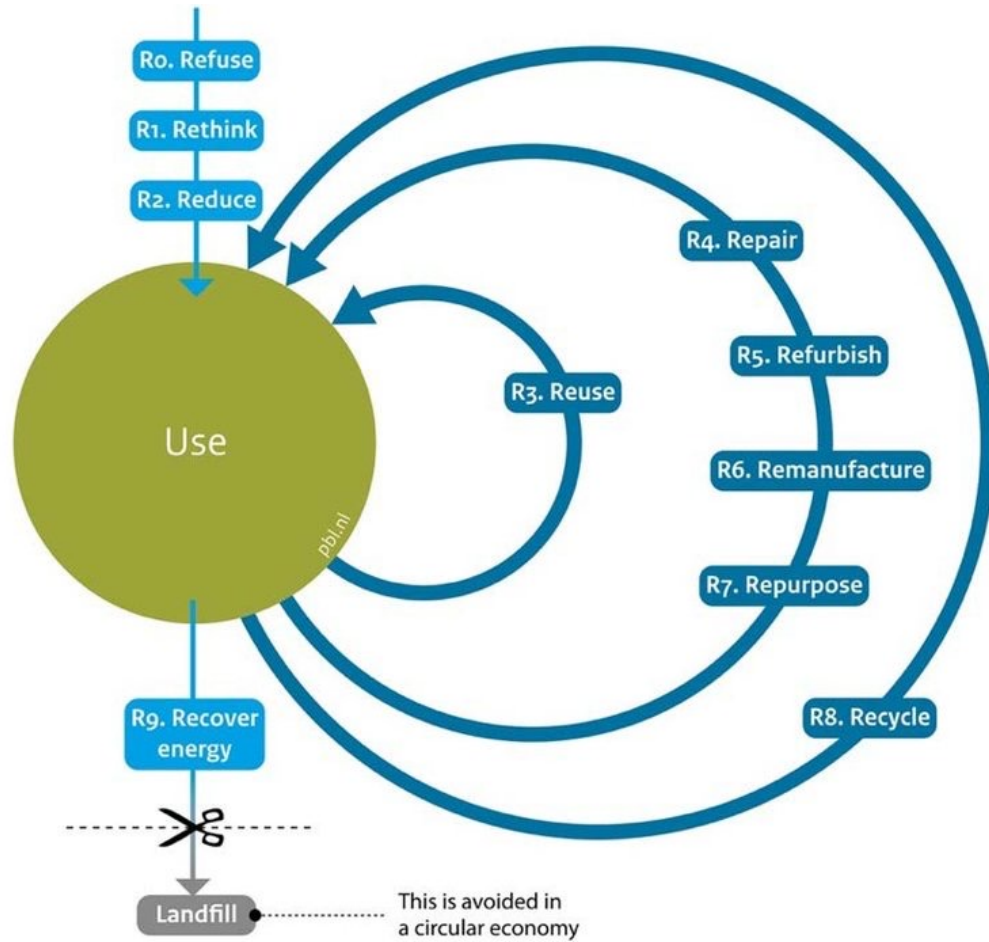 R0. Refuse
R1. Rethink
R2. Reduce
R4. Repair
R5. Refurbish
R3. Reuse
Use
R6. Remanufacture
pbl.nl
R7. Repurpose
R9. Recover
energy
R8. Recycle
Landfill
This is avoided in
a circular economy